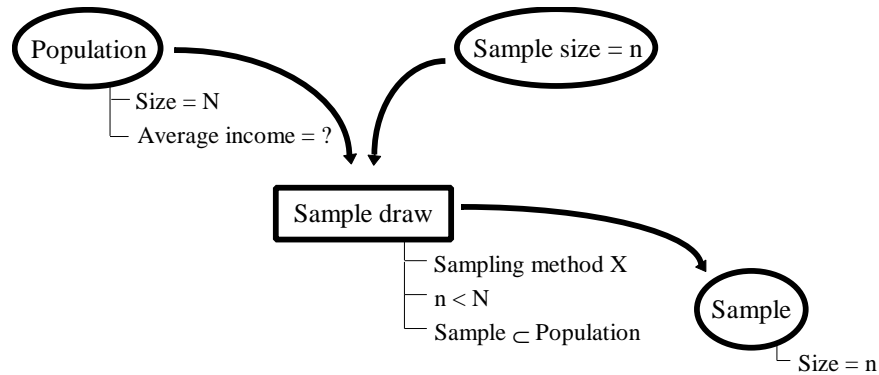 Population
Sample size = n
Size = N
Average income = ?
Sample draw
Sampling method X
n < N
Sample ⊂ Population
Sample
Size = n